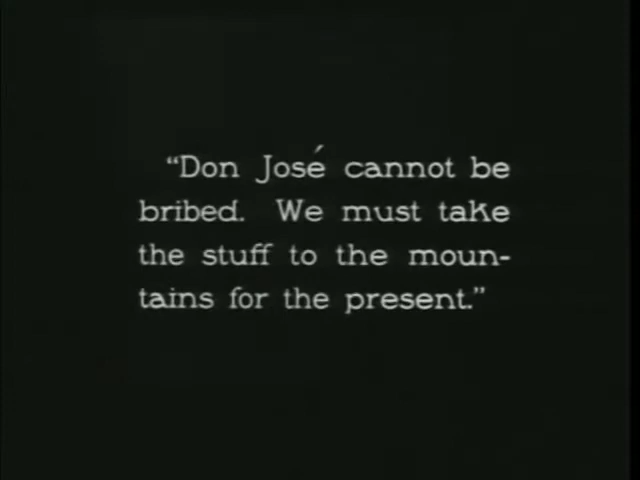 “Don José cannot be
bribed. We must take
the stuff to the moun-
tains for the present.”